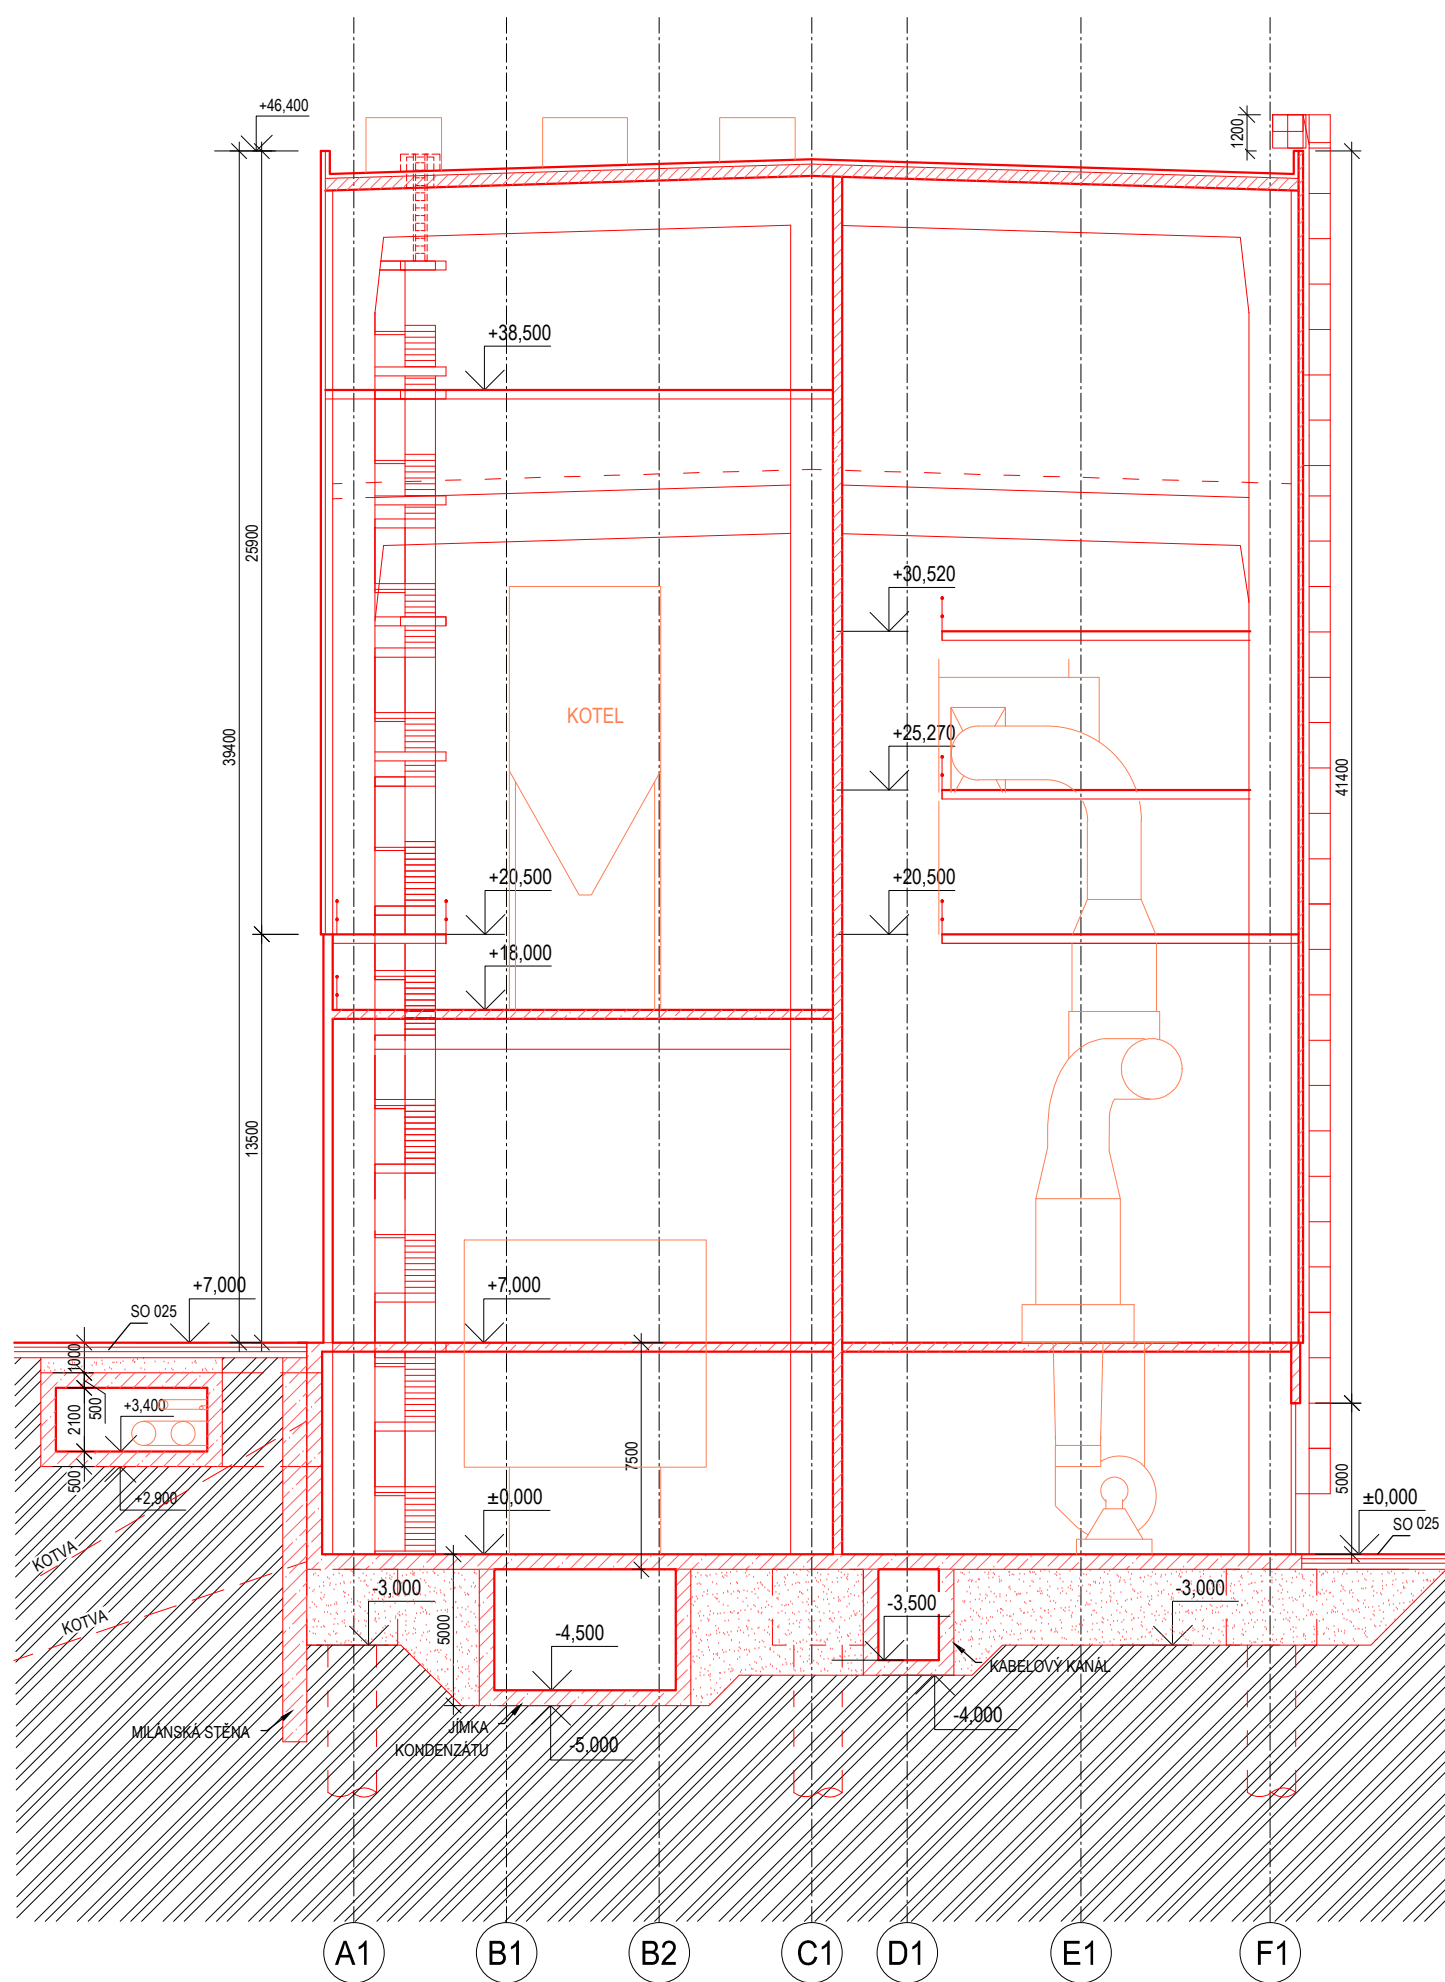 +46,400
1200
+38,500
25900
+30,520
KOTEL
+25,270
39400
41400
+20,500
+20,500
+18,000
13500
+7,000
+7,000
SO 025
1000
+3,400
500
2100
500
+2,900
7500
±0,000
5000
±0,000
SO 025
KOTVA
KOTVA
-3,000
-3,500
-3,000
5000
-4,500
KABELOVÝ KANÁL
MILÁNSKÁ STĚNA
JÍMKA
KONDENZÁTU
-4,000
-5,000
A1
B1
B2
C1
D1
E1
F1